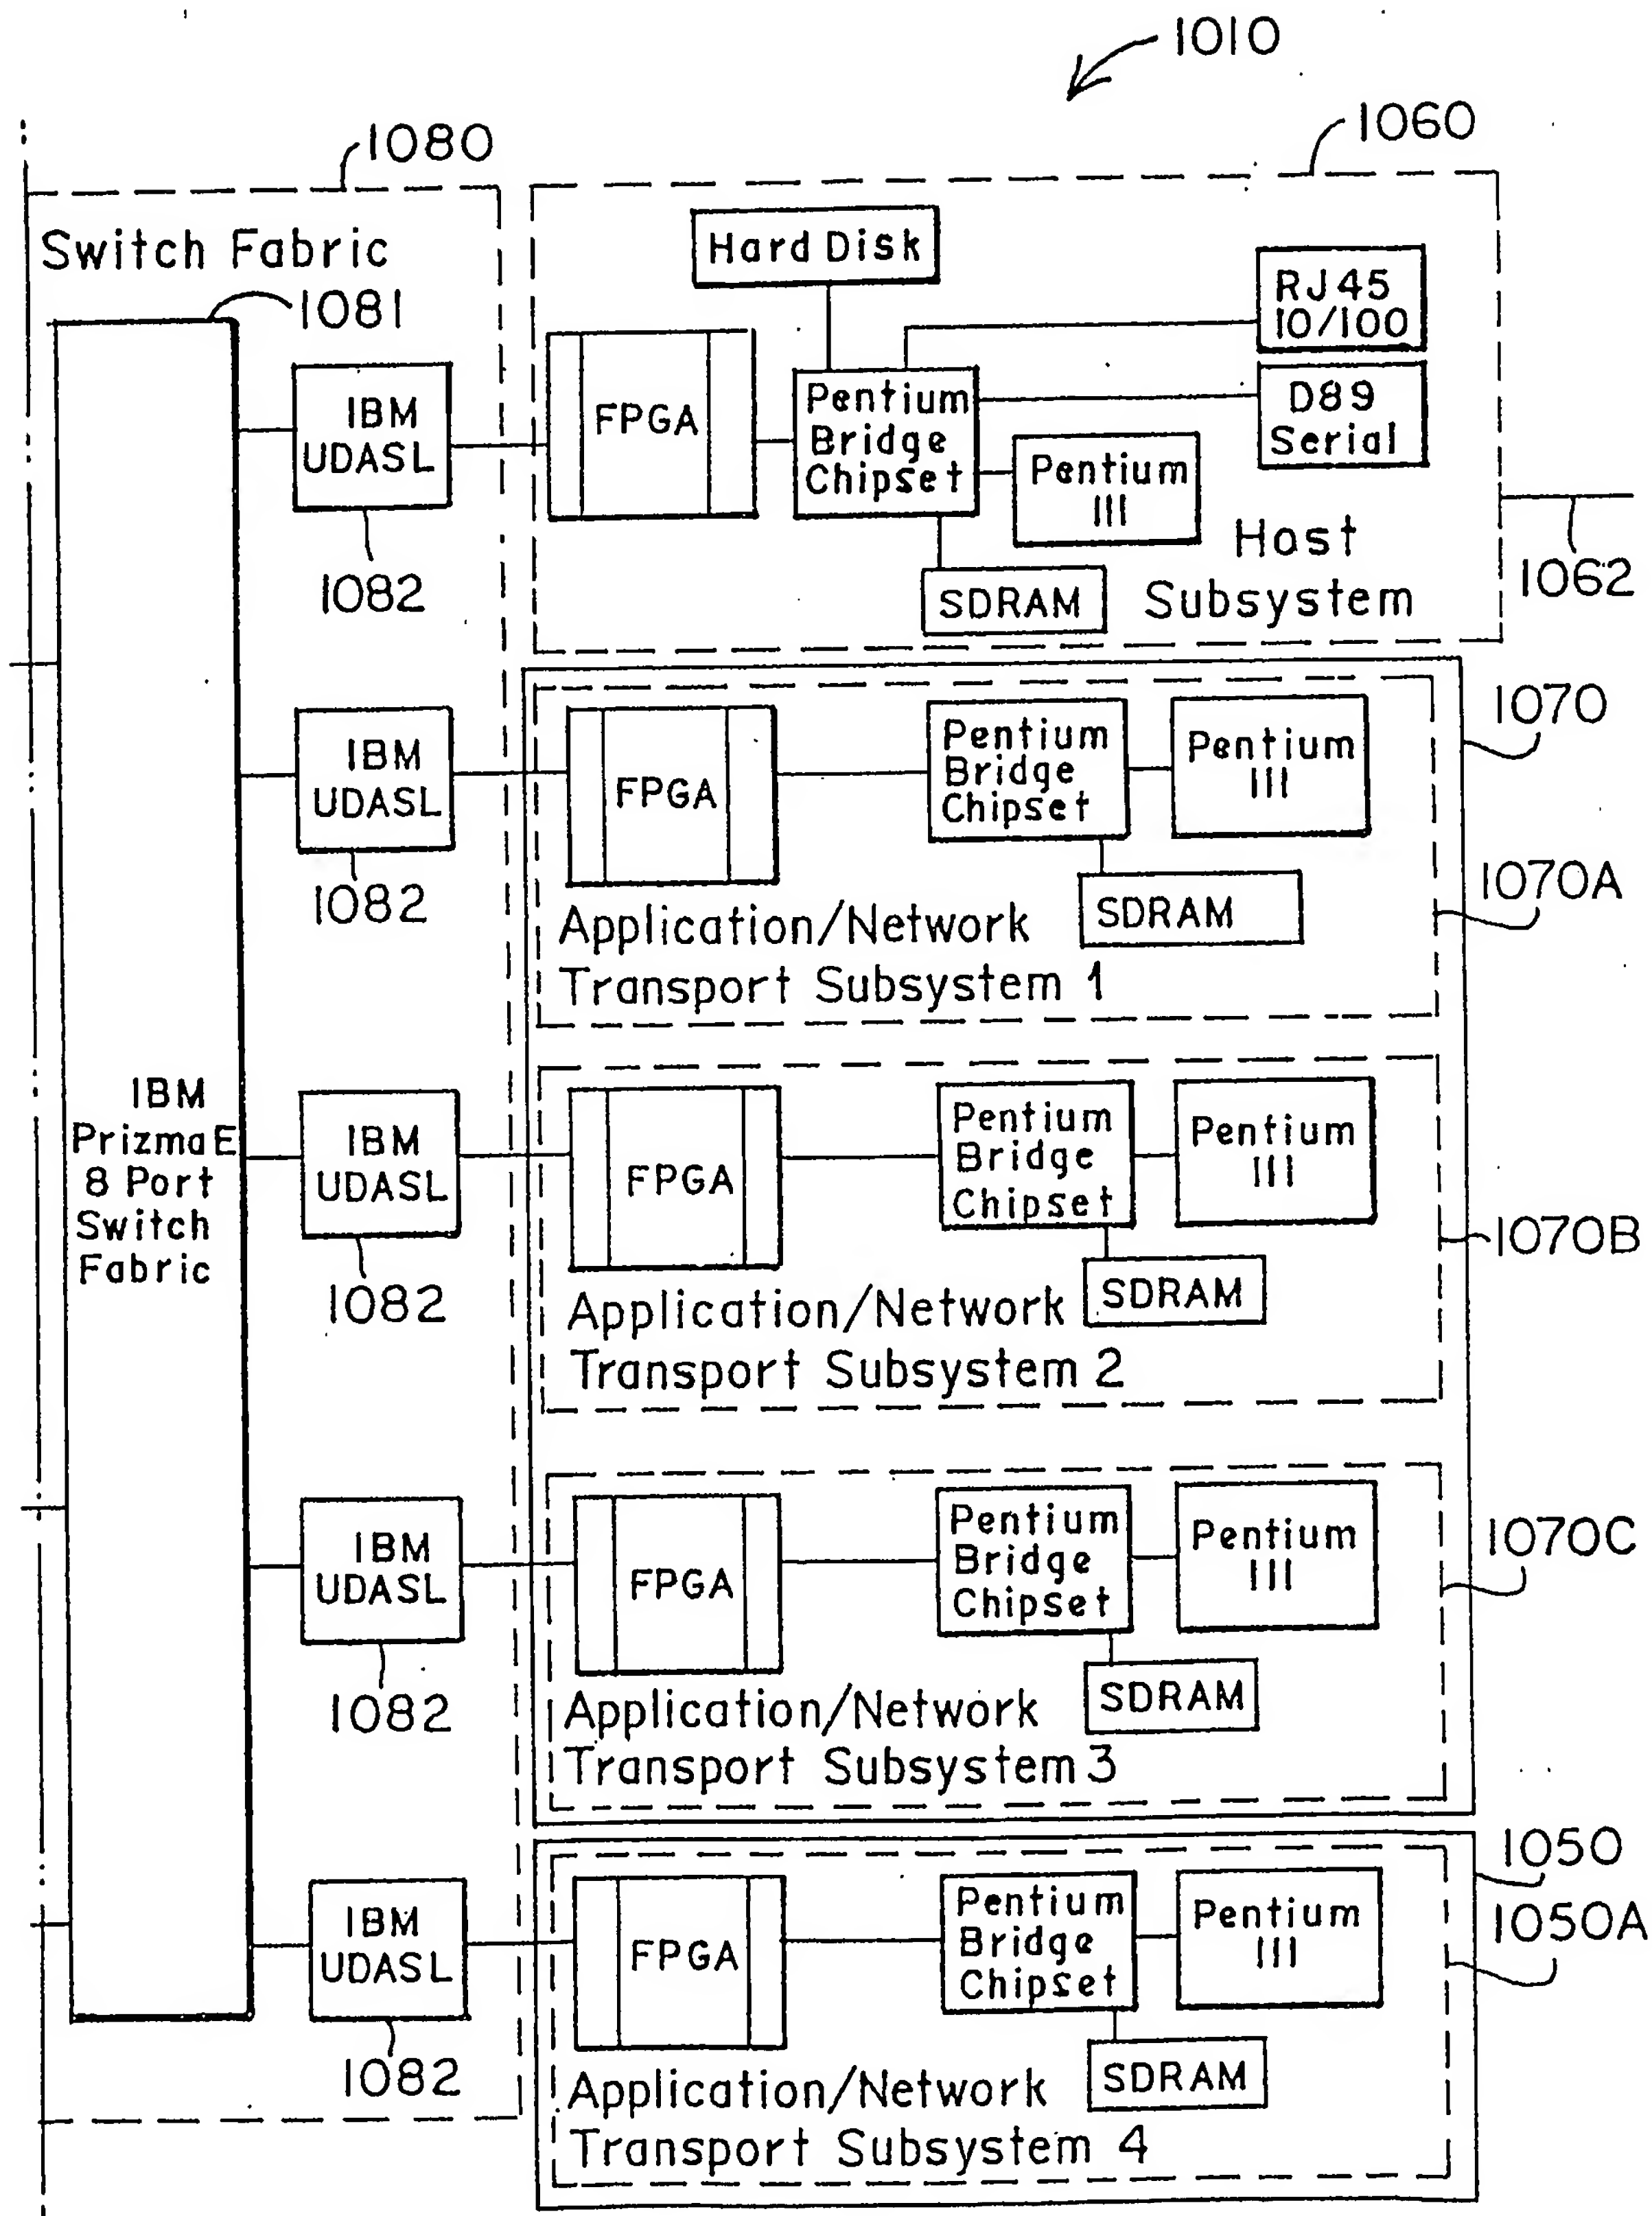 1010
1080
1060
Switch Fabric
1081
Hard Disk
RJ45
10/100
IBM
UDASL
FPGA
Pentium
Bridge
Chipset
D89
Serial
Pentium
III
Host
Subsystem
SDRAM
1082
1062
IBM
UDASL
FPGA
Pentium
Bridge
Chipset
Pentium
III
1070
1082
SDRAM
1070A
Application/Network
Transport Subsystem 1
IBM
PrizmaE
8 Port
Switch
Fabric
IBM
UDASL
FPGA
Pentium
Bridge
Chipset
Pentium
III
1070B
1082
SDRAM
Application/Network
Transport Subsystem 2
IBM
UDASL
FPGA
Pentium
Bridge
Chipset
Pentium
III
1070C
1082
SDRAM
Application/Network
Transport Subsystem 3
1050
IBM
UDASL
FPGA
Pentium
Bridge
Chipset
Pentium
III
1050A
1082
SDRAM
Application/Network
Transport Subsystem 4